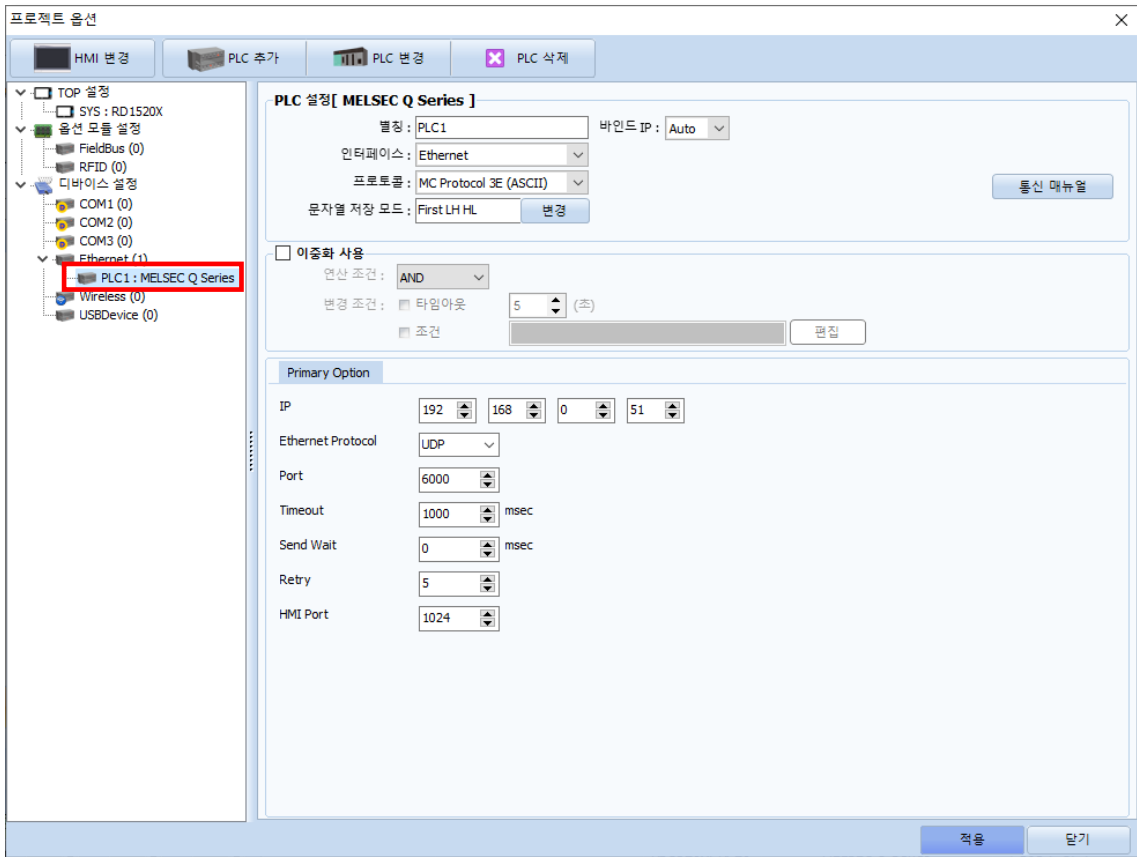 프로젝트 옵션
HMI 변경
PLC 추가
PLC 변경
PLC 삭제
TOP 설정
SYS : RD1520X
옵션 모듈 설정
FieldBus (0)
RFID (0)
디바이스 설정
COM1 (0)
COM2 (0)
COM3 (0)
Ethernet (1)
PLC1 : MELSEC Q Series
Wireless (0)
USBDevice (0)
PLC 설정[ MELSEC Q Series ]
별칭 : PLC1 바인드 IP : Auto
인터페이스 : Ethernet
프로토콜 : MC Protocol 3E (ASCII) 통신 매뉴얼
문자열 저장 모드 : First LH HL 변경
이중화 사용
연산 조건 : AND
변경 조건 : 타임아웃 5 (초)
조건 편집
Primary Option
IP 192 168 0 51
Ethernet Protocol UDP
Port 6000
Timeout 1000 msec
Send Wait 0 msec
Retry 5
HMI Port 1024
적용 닫기